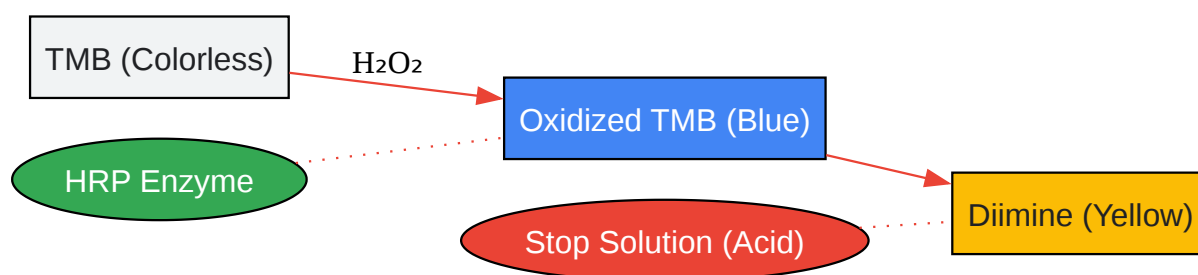 TMB (Colorless)
H₂O₂
Oxidized TMB (Blue)
HRP Enzyme
Diimine (Yellow)
Stop Solution (Acid)